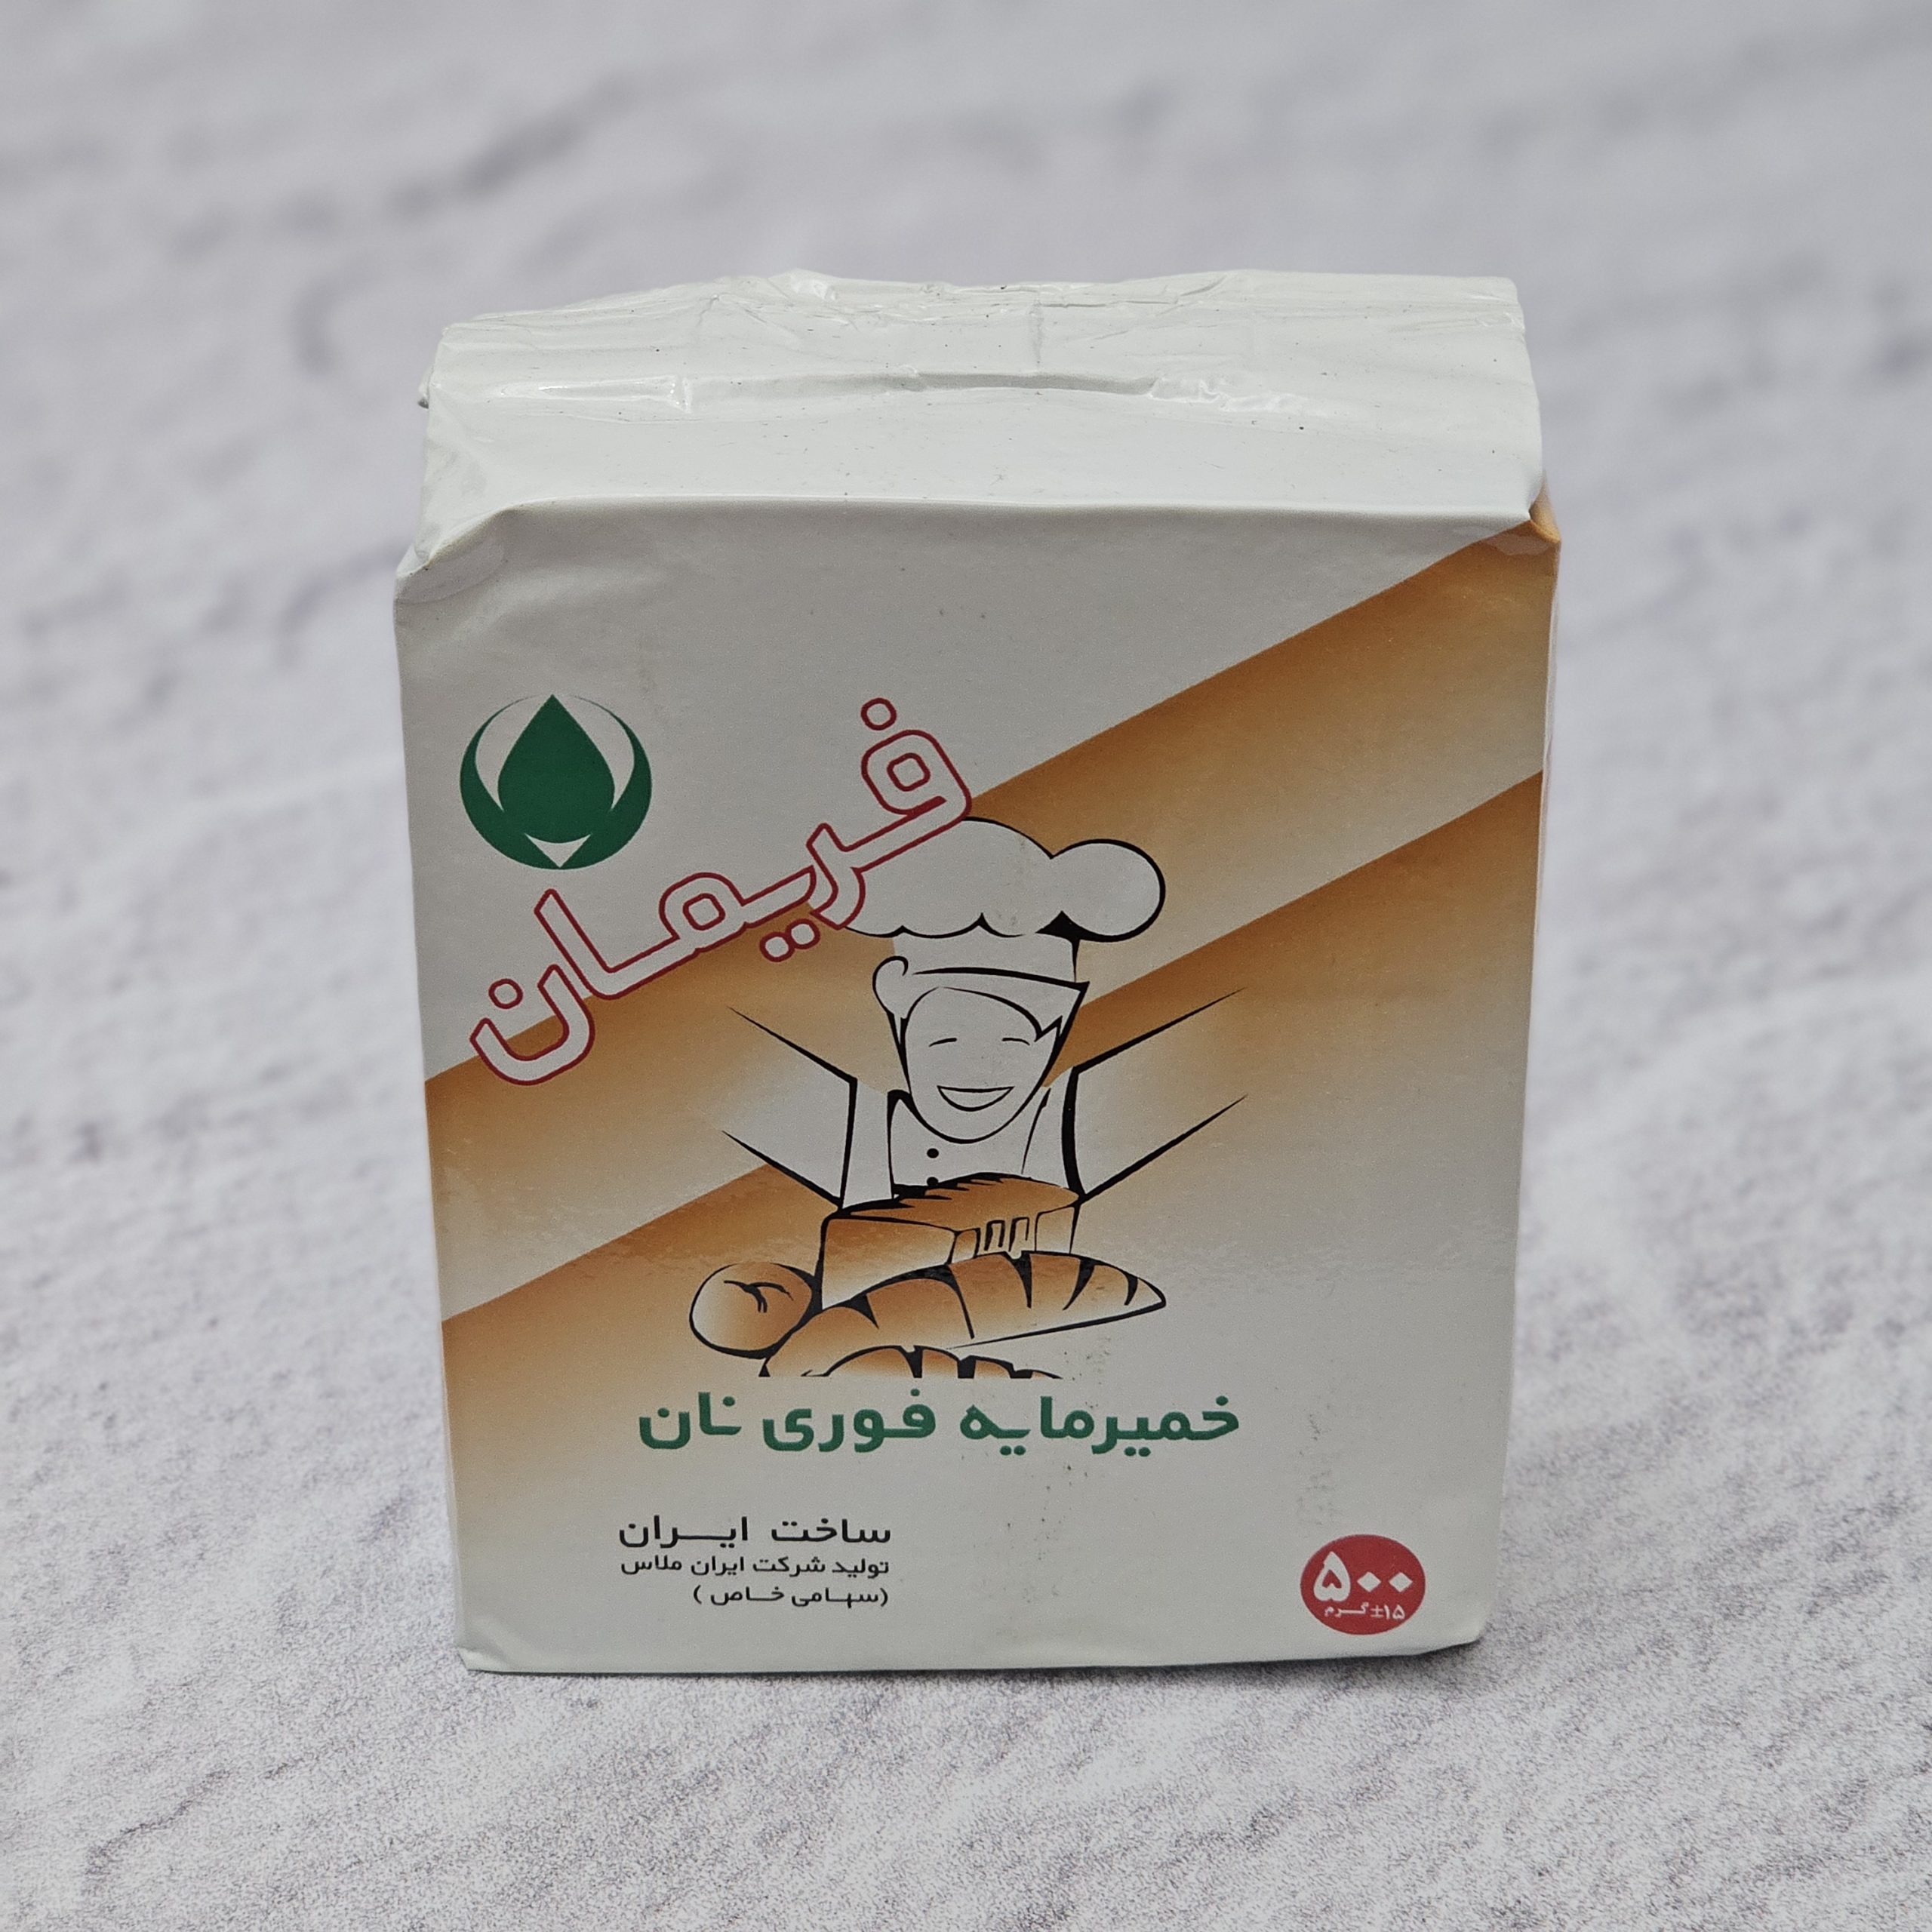 فریمان
خمیرمایه فوری نان
ساخت ایران
تولید شرکت ایران ملاس
(سهامی خاص)
۵۰۰
±۱۵ گرم